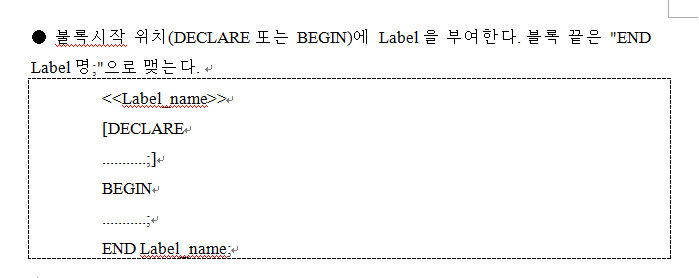 ● 블록시작 위치(DECLARE 또는 BEGIN)에 Label을 부여한다. 블록 끝은 "END
Label명;"으로 맺는다.
<<Label_name>>
[DECLARE
...........;]
BEGIN
...........;
END Label_name;